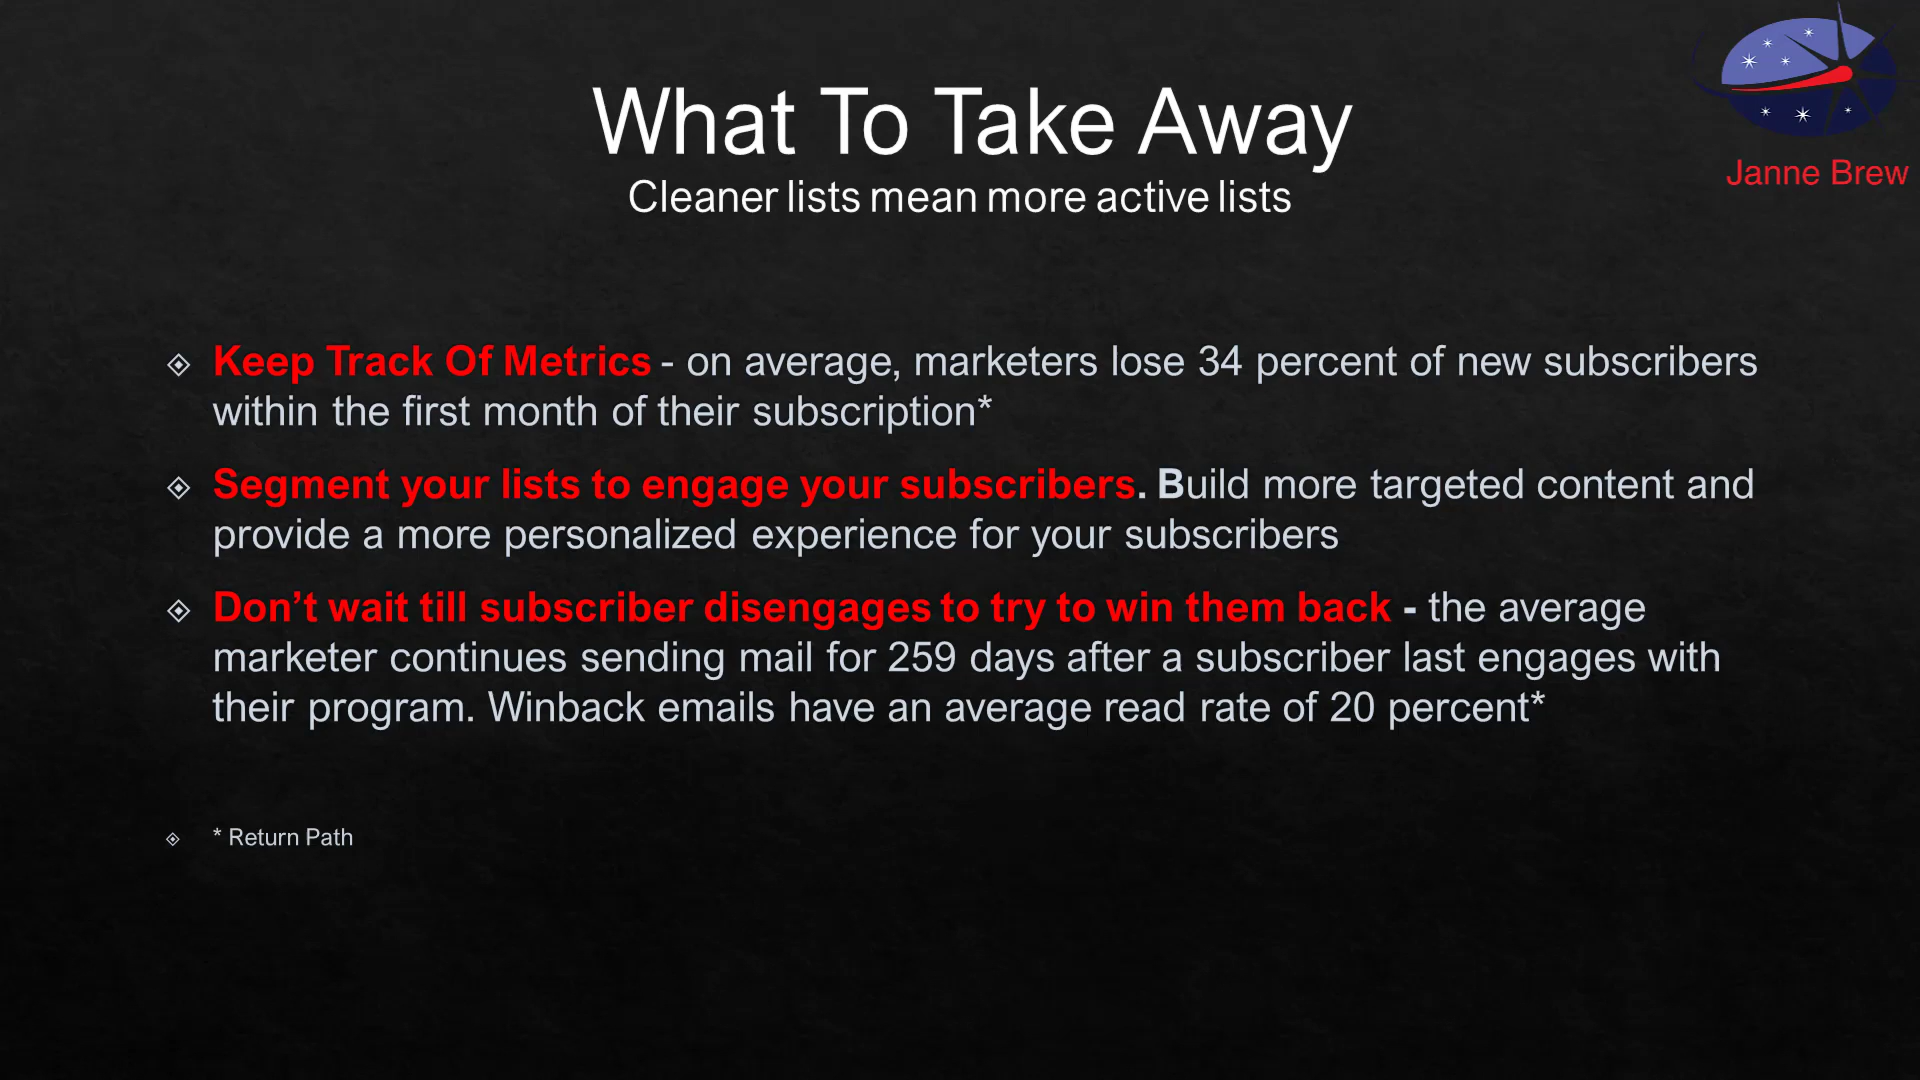 What To Take Away
Cleaner lists mean more active lists
Janne Brew
Keep Track Of Metrics - on average, marketers lose 34 percent of new subscribers
within the first month of their subscription*
Segment your lists to engage your subscribers. Build more targeted content and
provide a more personalized experience for your subscribers
Don’t wait till subscriber disengages to try to win them back - the average
marketer continues sending mail for 259 days after a subscriber last engages with
their program. Winback emails have an average read rate of 20 percent*
* Return Path